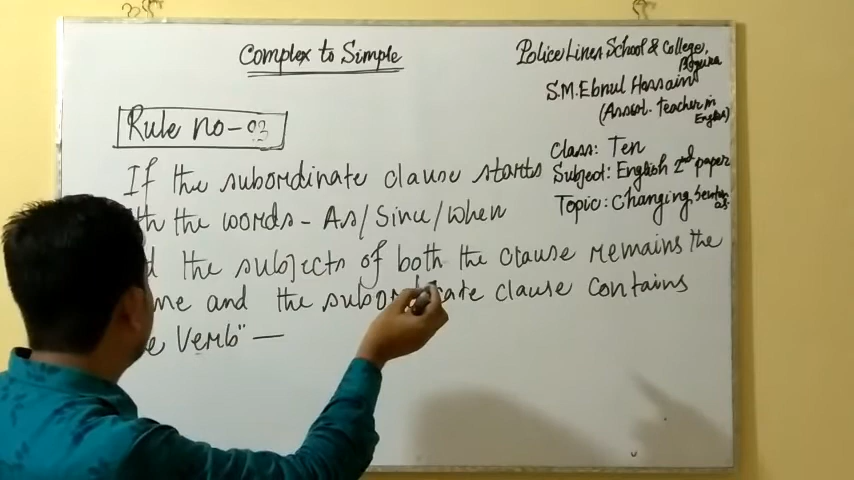 Complex to Simple
Police Lines School & College,
Bogura
S.M. Ebnul Hossain
(Assist. Teacher in
English)
Rule no-03
Class: Ten
Subject: English 2nd paper
Topic: Changing
If the subordinate clause starts
the words - As/Since/When
the subjects of both the clause remains the
and the clause contains
Verb" —